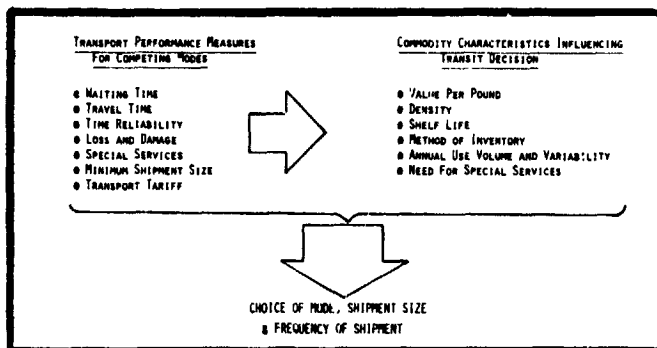 TRANSPORT PERFORMANCE MEASURES
FOR COMPETING MODES
• WAITING TIME
• TRAVEL TIME
• TIME RELIABILITY
• LOSS AND DAMAGE
• SPECIAL SERVICES
• MINIMUM SHIPMENT SIZE
• TRANSPORT TARIFF
COMMODITY CHARACTERISTICS INFLUENCING
TRANSIT DECISION
• VALUE PER POUND
• DENSITY
• SHELF LIFE
• METHOD OF INVENTORY
• ANNUAL USE VOLUME AND VARIABILITY
• NEED FOR SPECIAL SERVICES
CHOICE OF MODE, SHIPMENT SIZE
& FREQUENCY OF SHIPMENT